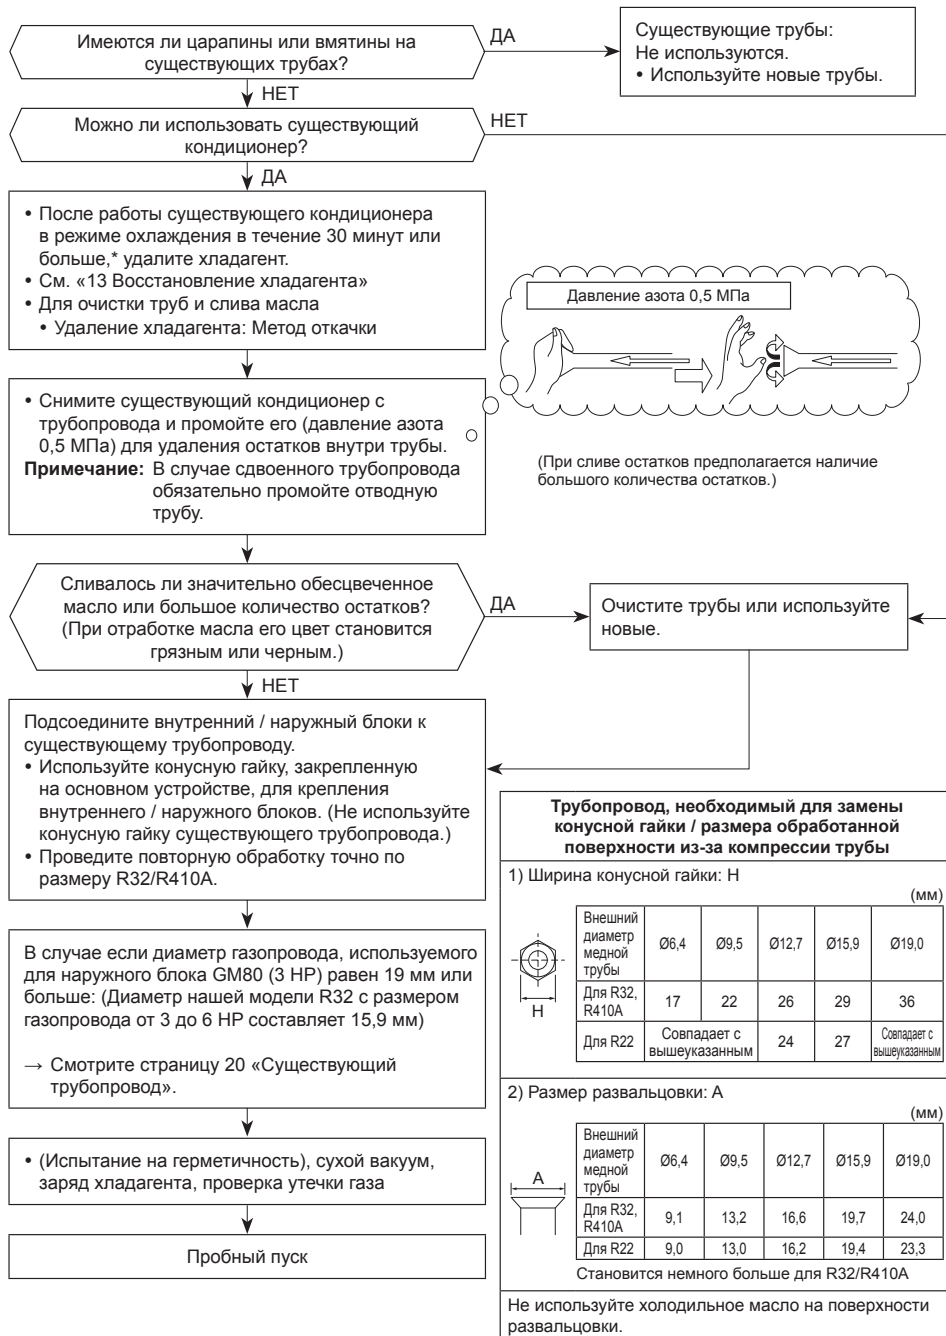 Имеются ли царапины или вмятины на
существующих трубах?
ДА
Существующие трубы:
Не используются.
• Используйте новые трубы.
НЕТ
Можно ли использовать существующий
кондиционер?
НЕТ
ДА
• После работы существующего кондиционера
в режиме охлаждения в течение 30 минут или
больше,* удалите хладагент.
• См. «13 Восстановление хладагента»
• Для очистки труб и слива масла
• Удаление хладагента: Метод откачки
Давление азота 0,5 МПа
• Снимите существующий кондиционер с
трубопровода и промойте его (давление азота
0,5 МПа) для удаления остатков внутри трубы.
Примечание: В случае сдвоенного трубопровода
обязательно промойте отводную
трубу.
(При сливе остатков предполагается наличие
большого количества остатков.)
Сливалось ли значительно обесцвеченное
масло или большое количество остатков?
(При отработке масла его цвет становится
грязным или черным.)
ДА
Очистите трубы или используйте
новые.
НЕТ
Подсоедините внутренний / наружный блоки к
существующему трубопроводу.
• Используйте конусную гайку, закрепленную
на основном устройстве, для крепления
внутреннего / наружного блоков. (Не используйте
конусную гайку существующего трубопровода.)
• Проведите повторную обработку точно по
размеру R32/R410A.
В случае если диаметр газопровода, используемого
для наружного блока GM80 (3 HP) равен 19 мм или
больше: (Диаметр нашей модели R32 с размером
газопровода от 3 до 6 HP составляет 15,9 мм)
→ Смотрите страницу 20 «Существующий
трубопровод».
• (Испытание на герметичность), сухой вакуум,
заряд хладагента, проверка утечки газа
Пробный пуск
Трубопровод, необходимый для замены
конусной гайки / размера обработанной
поверхности из-за компрессии трубы
1) Ширина конусной гайки: H
(мм)
H
Внешний
диаметр
медной
трубы
Ø6,4 Ø9,5 Ø12,7 Ø15,9 Ø19,0
Для R32,
R410A
17 22 26 29 36
Для R22
Совпадает с
вышеуказанным
24 27
Совпадает с
вышеуказанным
2) Размер развальцовки: A
(мм)
A
Внешний
диаметр
медной
трубы
Ø6,4 Ø9,5 Ø12,7 Ø15,9 Ø19,0
Для R32,
R410A
9,1 13,2 16,6 19,7 24,0
Для R22 9,0 13,0 16,2 19,4 23,3
Становится немного больше для R32/R410A
Не используйте холодильное масло на поверхности
развальцовки.